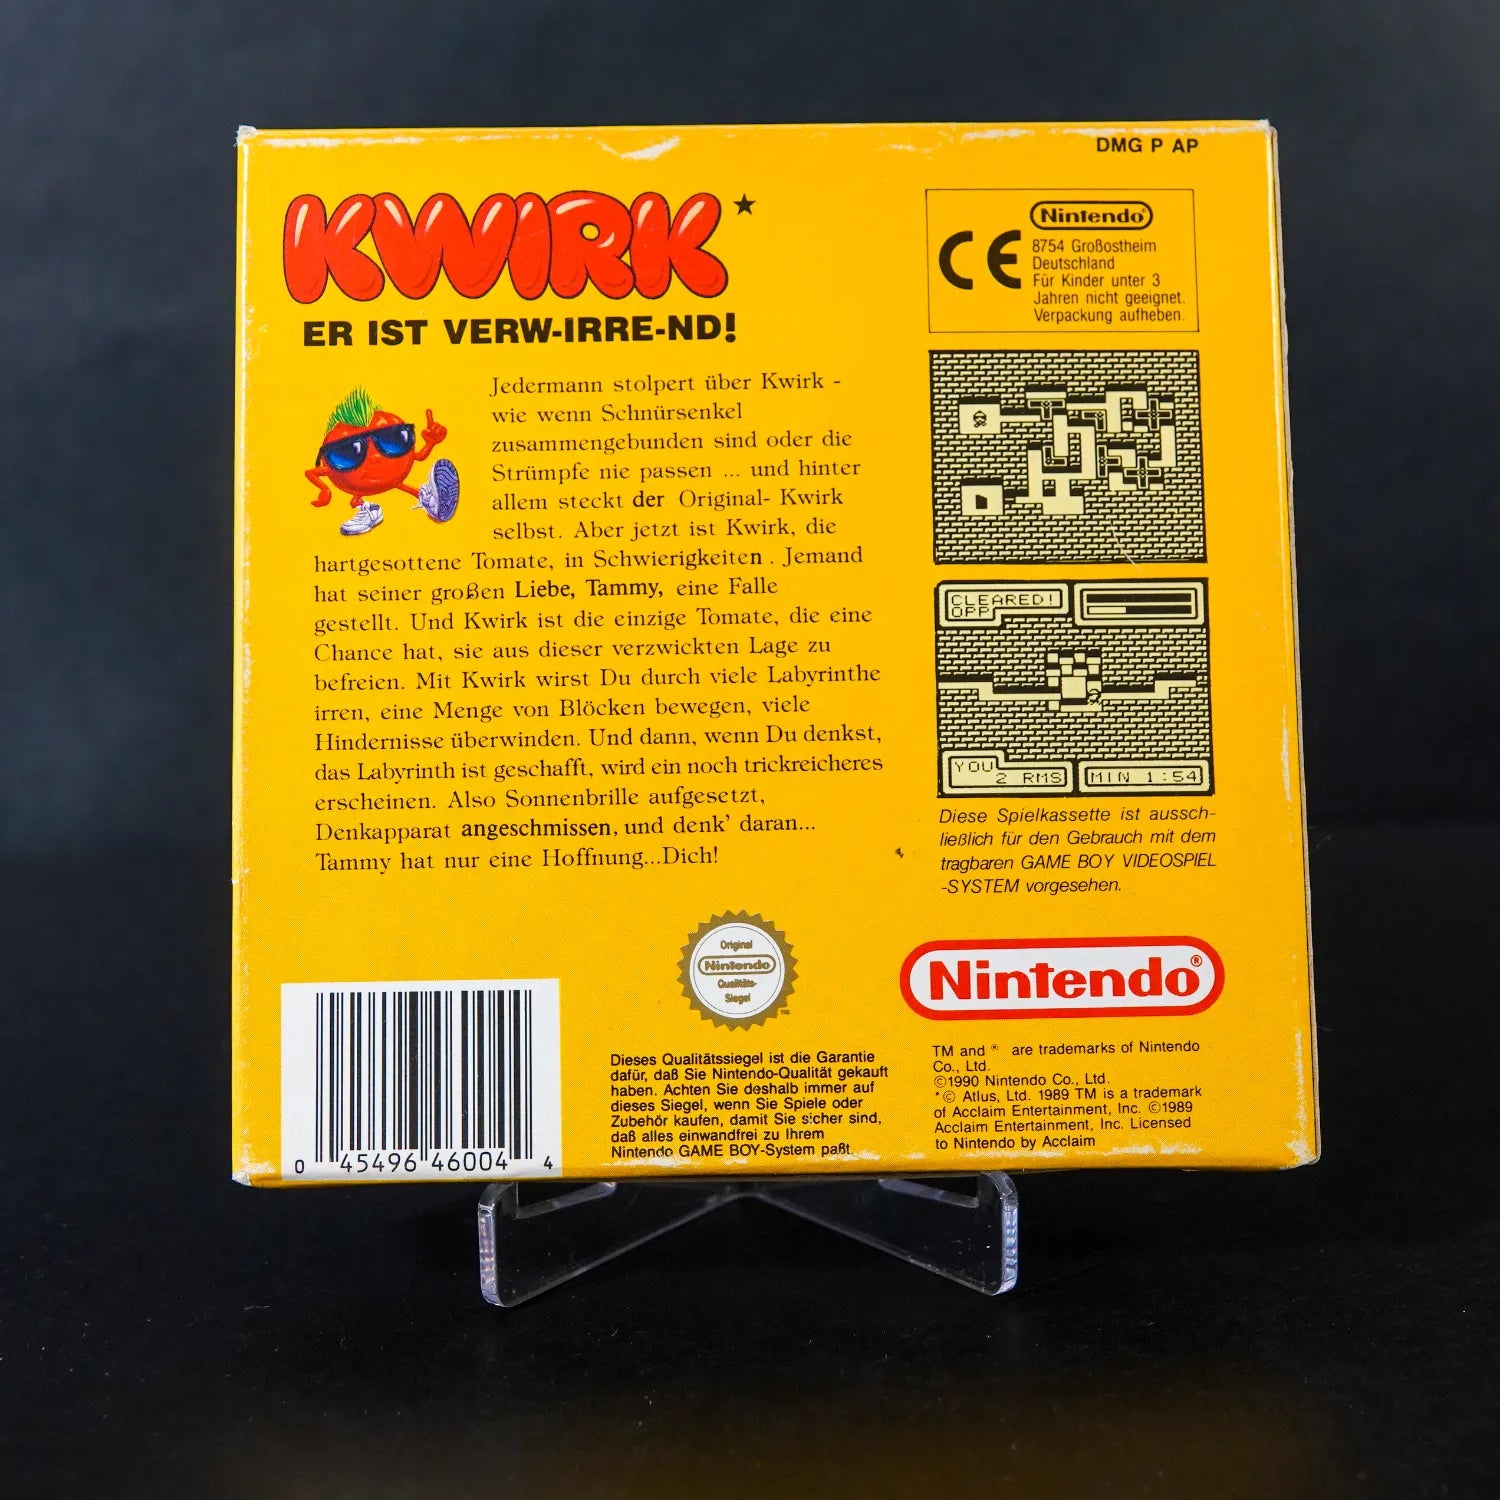 DMG P AP
KWIRK*
ER IST VERW-IRRE-ND!
Jedermann stolpert über Kwirk -
wie wenn Schnürsenkel
zusammengebunden sind oder die
Strümpfe nie passen ... und hinter
allem steckt der Original- Kwirk
selbst. Aber jetzt ist Kwirk, die
hartgesottene Tomate, in Schwierigkeiten . Jemand
hat seiner großen Liebe, Tammy, eine Falle
gestellt. Und Kwirk ist die einzige Tomate, die eine
Chance hat, sie aus dieser verzwickten Lage zu
befreien. Mit Kwirk wirst Du durch viele Labyrinthe
irren, eine Menge von Blöcken bewegen, viele
Hindernisse überwinden. Und dann, wenn Du denkst,
das Labyrinth ist geschafft, wird ein noch trickreicheres
erscheinen. Also Sonnenbrille aufgesetzt,
Denkapparat angeschmissen, und denk' daran...
Tammy hat nur eine Hoffnung...Dich!
CE
Nintendo®
8754 Großostheim
Deutschland
Für Kinder unter 3
Jahren nicht geeignet.
Verpackung aufheben.
CLEARED!
OPP
YOU
2 RMS
MIN 1:54
Diese Spielkassette ist aussch-
ließlich für den Gebrauch mit dem
tragbaren GAME BOY VIDEOSPIEL
-SYSTEM vorgesehen.
Original
Nintendo
Qualitäts-
Siegel
TM
Nintendo®
0 45496 46004 4
Dieses Qualitätssiegel ist die Garantie
dafür, daß Sie Nintendo-Qualität gekauft
haben. Achten Sie deshalb immer auf
dieses Siegel, wenn Sie Spiele oder
Zubehör kaufen, damit Sie sicher sind,
daß alles einwandfrei zu Ihrem
Nintendo GAME BOY-System paßt.
TM and ® are trademarks of Nintendo
Co., Ltd.
©1990 Nintendo Co., Ltd.
*© Atlus, Ltd. 1989 TM is a trademark
of Acclaim Entertainment, Inc. ©1989
Acclaim Entertainment, Inc. Licensed
to Nintendo by Acclaim